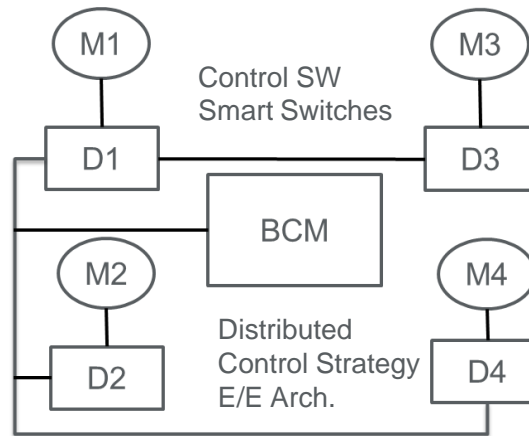 M1
M3
Control SW
Smart Switches
D1
D3
BCM
M2
M4
Distributed
Control Strategy
E/E Arch.
D2
D4